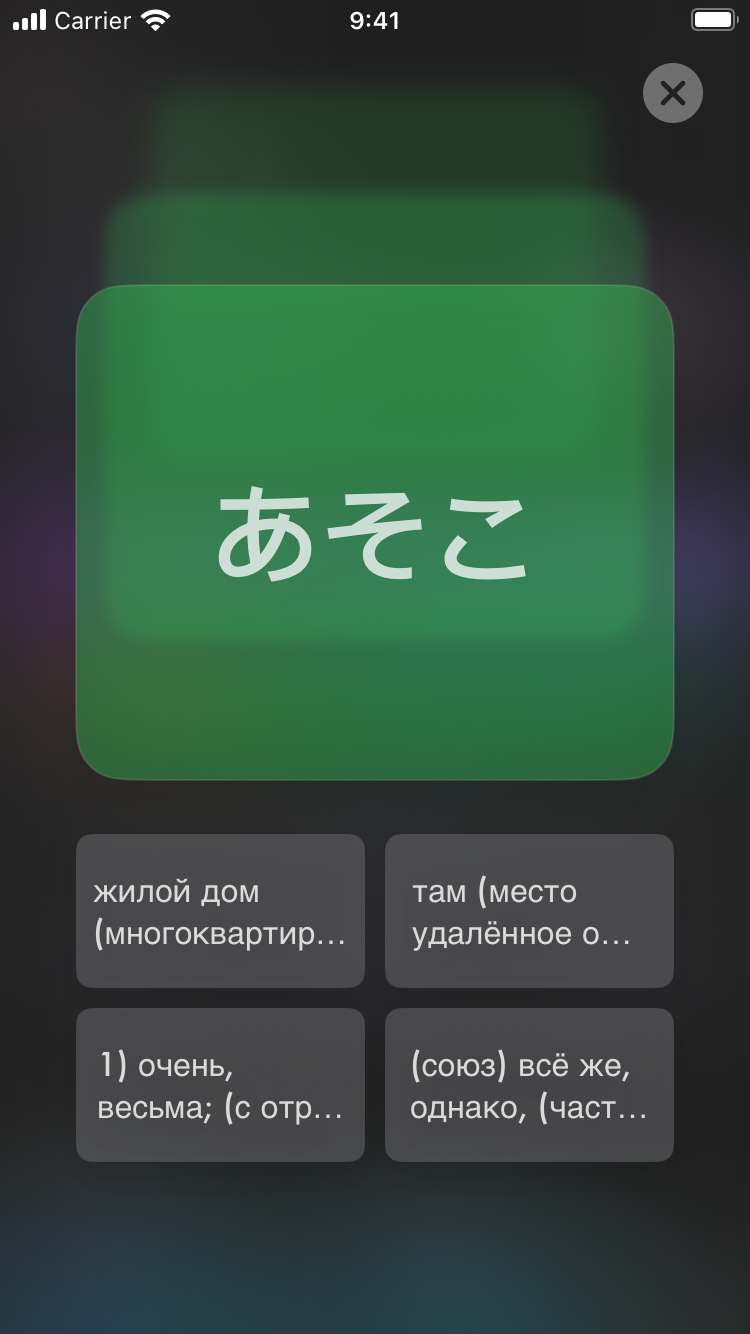 Carrier 9:41
あそこ
жилой дом
(многоквартир…
там (место
удалённое о…
1) очень,
весьма; (с отр…
(союз) всё же,
однако, (част…